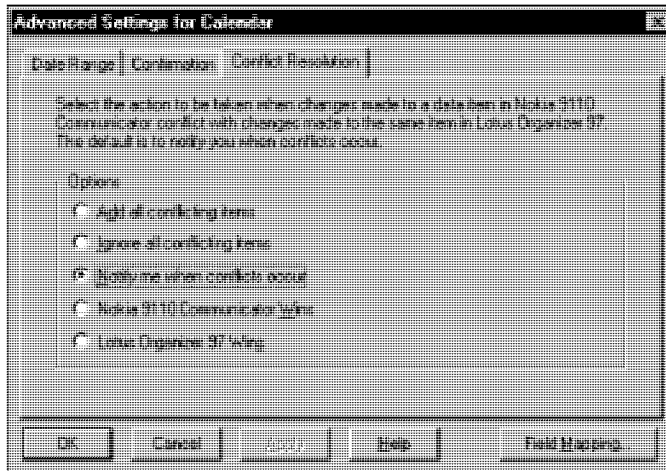 Advanced Settings for Calendar
Date Range Confirmation Conflict Resolution
Select the action to be taken when changes made to a data item in Nokia 9110
Communicator conflict with changes made to the same item in Lotus Organizer 97.
The default is to notify you when conflicts occur.
Options
Add all conflicting items
Ignore all conflicting items
Notify me when conflicts occur
Nokia 9110 Communicator Wins
Lotus Organizer 97 Wins
OK Cancel Apply Help Field Mapping...